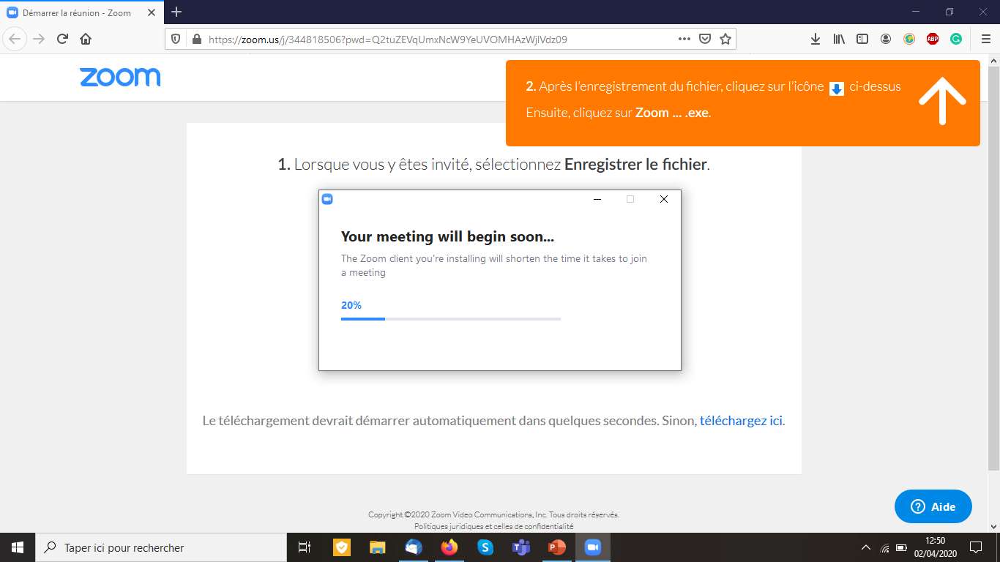 Démarrer la réunion - Zoom
https://zoom.us/j/344818506?pwd=Q2tuZEVqUmxNcW9YeUVOMHAzWjlVdz09
ABP
zoom
2. Après l'enregistrement du fichier, cliquez sur l'icône ci-dessus
Ensuite, cliquez sur Zoom ... .exe.
1. Lorsque vous y êtes invité, sélectionnez Enregistrer le fichier.
Your meeting will begin soon...
The Zoom client you're installing will shorten the time it takes to join
a meeting
20%
Le téléchargement devrait démarrer automatiquement dans quelques secondes. Sinon, téléchargez ici.
Aide
Copyright ©2020 Zoom Video Communications, Inc. Tous droits réservés.
Politiques juridiques et celles de confidentialité
Taper ici pour rechercher
12:50
02/04/2020